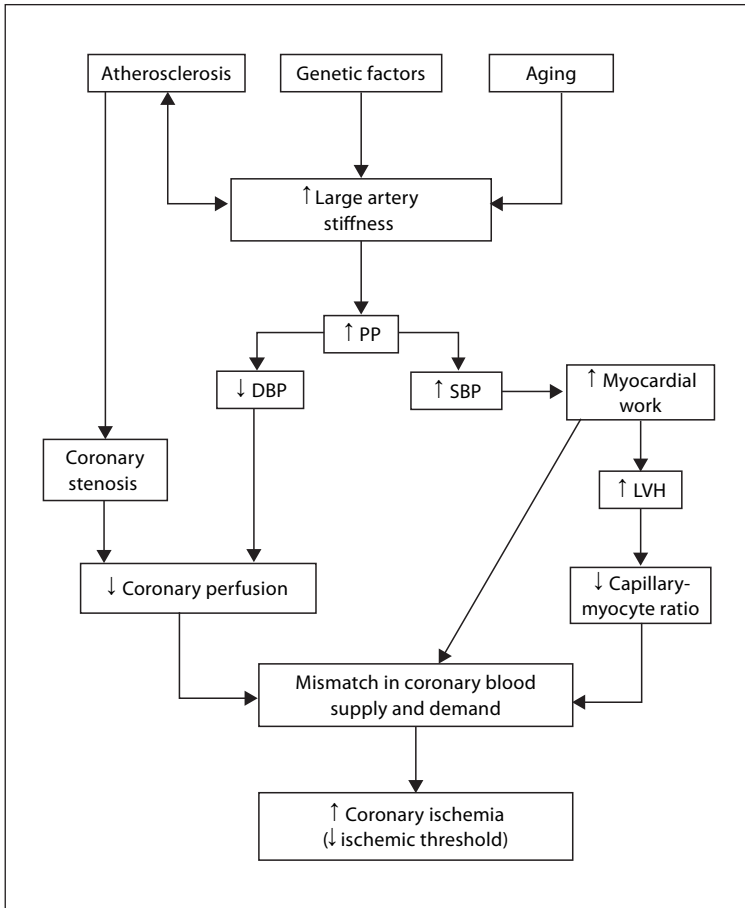 Atherosclerosis
Genetic factors
Aging
↑ Large artery
stiffness
↑ PP
↓ DBP
↑ SBP
↑ Myocardial
work
Coronary
stenosis
↑ LVH
↓ Coronary perfusion
↓ Capillary-
myocyte ratio
Mismatch in coronary blood
supply and demand
↑ Coronary ischemia
(↓ ischemic threshold)